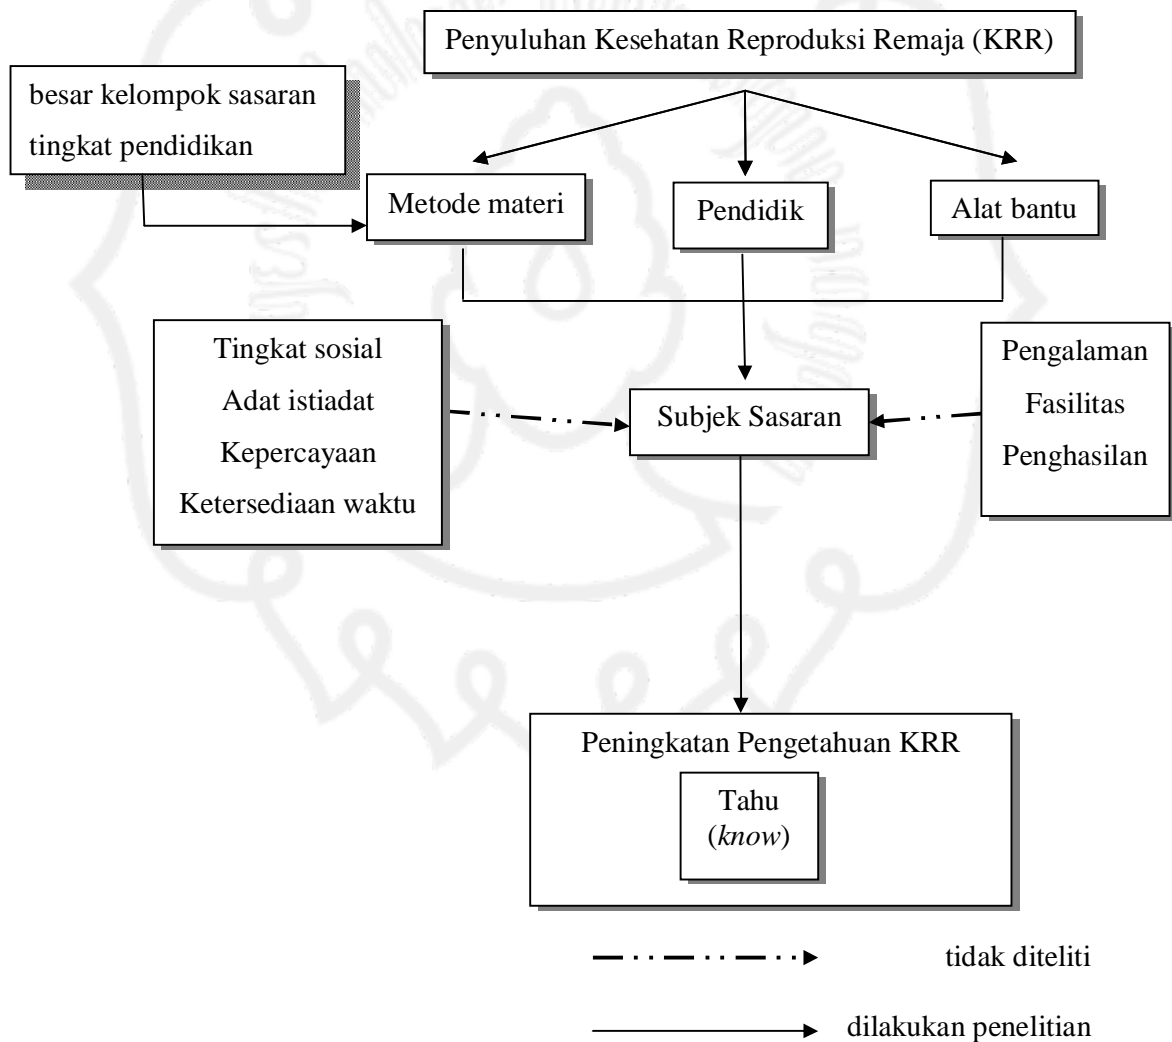 Penyuluhan Kesehatan Reproduksi Remaja (KRR)
besar kelompok sasaran
tingkat pendidikan
Metode materi
Pendidik
Alat bantu
Tingkat sosial
Adat istiadat
Kepercayaan
Ketersediaan waktu
Subjek Sasaran
Pengalaman
Fasilitas
Penghasilan
Peningkatan Pengetahuan KRR
Tahu
(know)
tidak diteliti
dilakukan penelitian